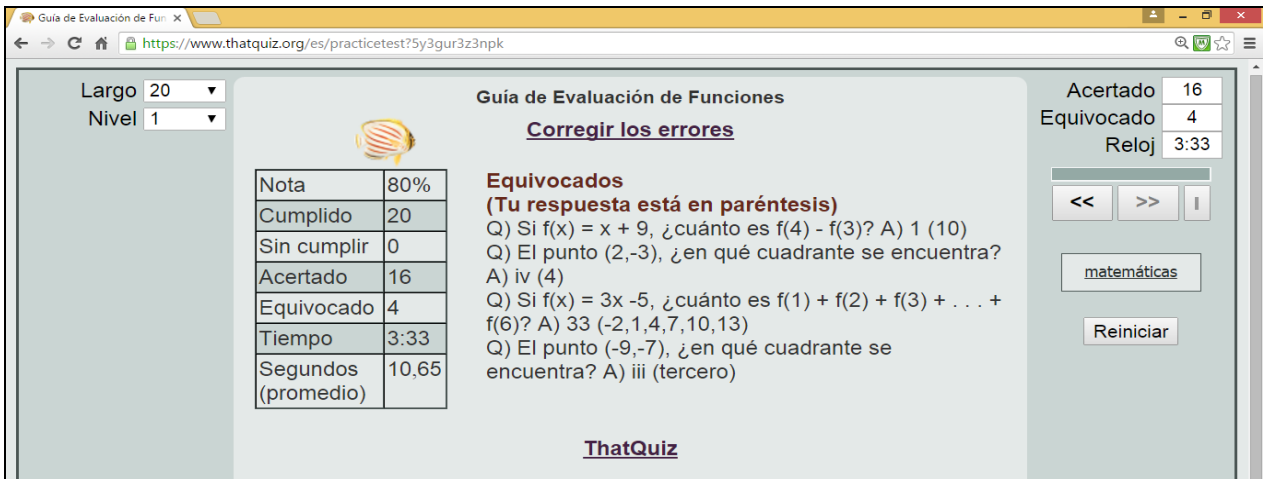 Guía de Evaluación de Fun
https://www.thatquiz.org/es/practicetest?5y3gur3z3npk
Largo 20
Nivel 1
Guía de Evaluación de Funciones
Corregir los errores
Nota 80%
Cumplido 20
Sin cumplir 0
Acertado 16
Equivocado 4
Tiempo 3:33
Segundos 10,65
(promedio)
Equivocados
(Tu respuesta está en paréntesis)
Q) Si f(x) = x + 9, ¿cuánto es f(4) - f(3)? A) 1 (10)
Q) El punto (2,-3), ¿en qué cuadrante se encuentra?
A) iv (4)
Q) Si f(x) = 3x -5, ¿cuánto es f(1) + f(2) + f(3) + . . . +
f(6)? A) 33 (-2,1,4,7,10,13)
Q) El punto (-9,-7), ¿en qué cuadrante se
encuentra? A) iii (tercero)
ThatQuiz
Acertado 16
Equivocado 4
Reloj 3:33
<< >> I
matemáticas
Reiniciar